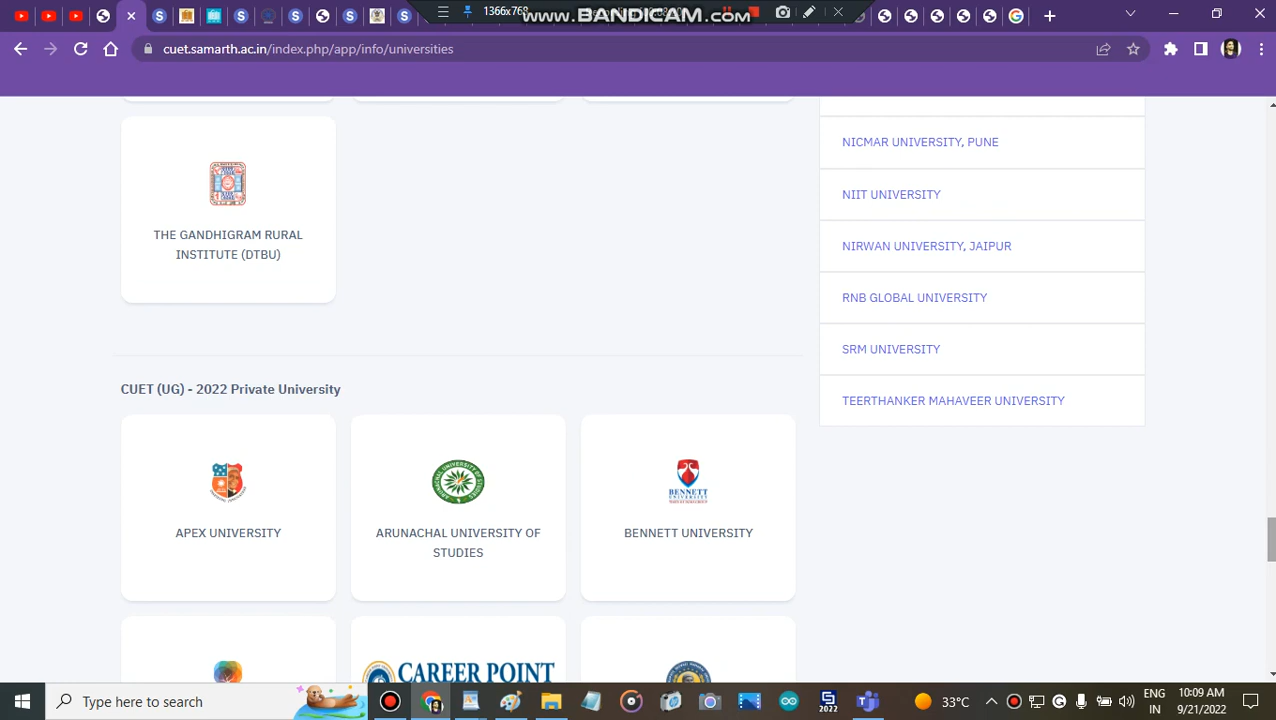 1366x768
www.BANDICAM.com
cuet.samarth.ac.in/index.php/app/info/universities
THE GANDHIGRAM RURAL
INSTITUTE (DTBU)
NICMAR UNIVERSITY, PUNE
NIIT UNIVERSITY
NIRWAN UNIVERSITY, JAIPUR
RNB GLOBAL UNIVERSITY
SRM UNIVERSITY
TEERTHANKER MAHAVEER UNIVERSITY
CUET (UG) - 2022 Private University
APEX UNIVERSITY
ARUNACHAL UNIVERSITY OF
STUDIES
BENNETT
UNIVERSITY
BENNETT UNIVERSITY
CAREER POINT
Type here to search
2022
33°C
ENG
IN
10:09 AM
9/21/2022